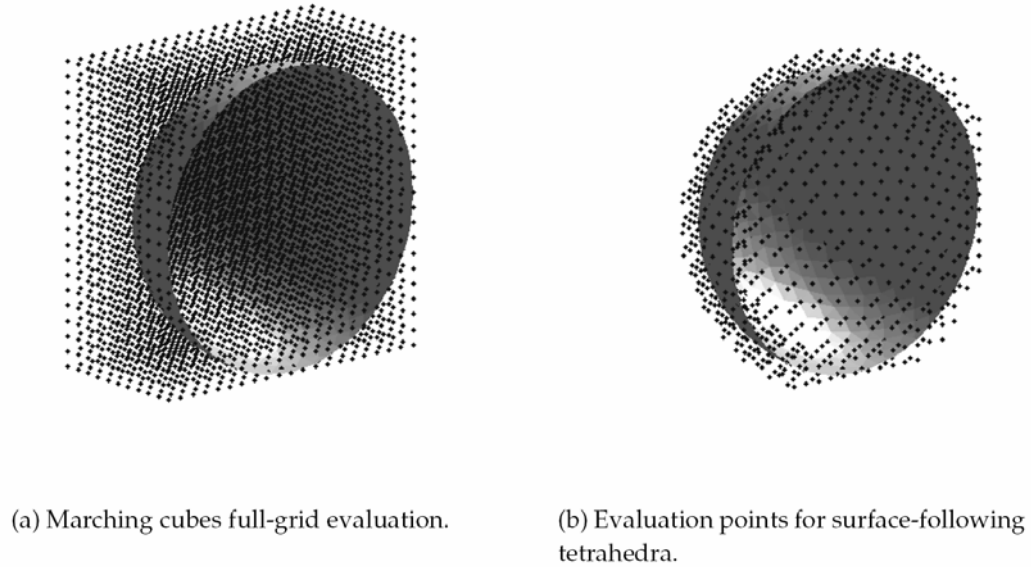 (a) Marching cubes full-grid evaluation.
(b) Evaluation points for surface-following
tetrahedra.